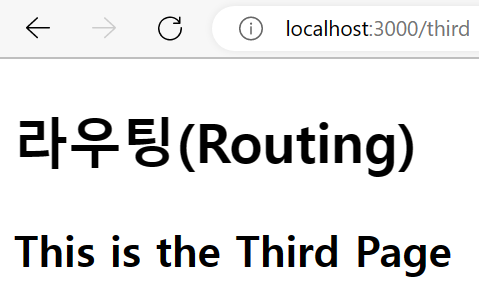 localhost:3000/third
라우팅(Routing)
This is the Third Page